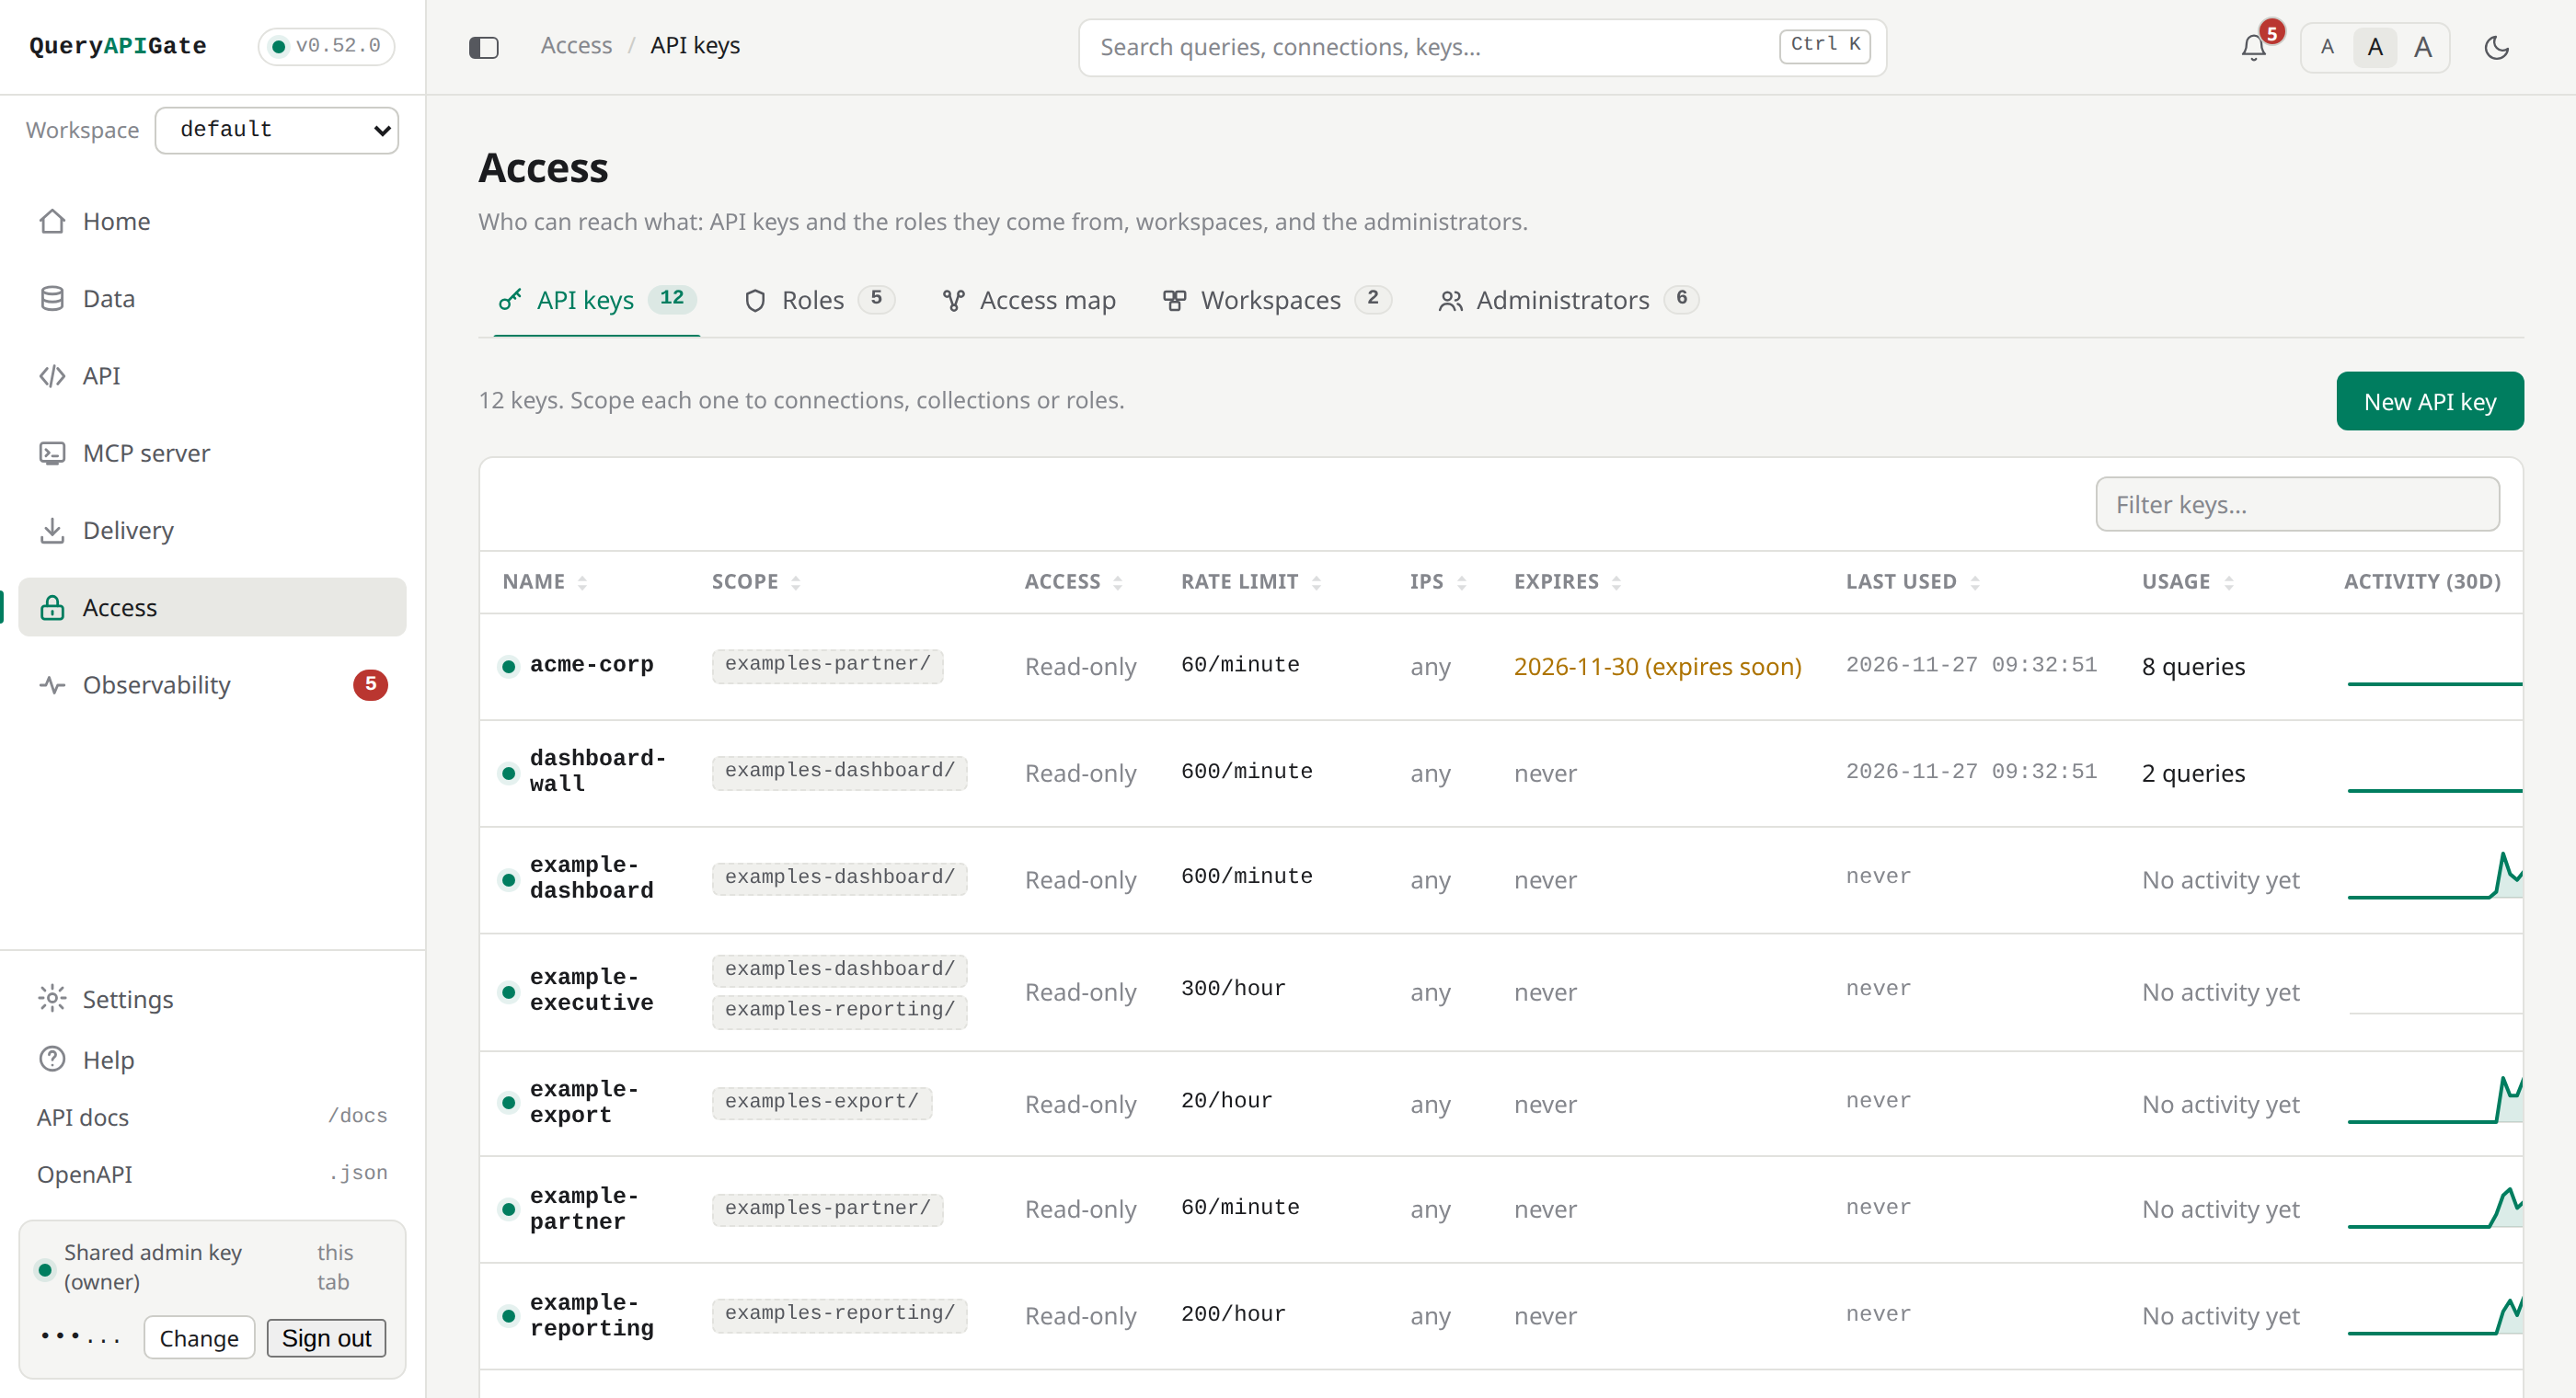 QueryAPIGate v0.52.0
Access / API keys
Search queries, connections, keys... Ctrl K
5
A A A
Workspace default
Home
Data
API
MCP server
Delivery
Access
Observability 5
Settings
Help
API docs /docs
OpenAPI .json
Shared admin key (owner) this tab
Change Sign out
Access
Who can reach what: API keys and the roles they come from, workspaces, and the administrators.
API keys 12 Roles 5 Access map Workspaces 2 Administrators 6
12 keys. Scope each one to connections, collections or roles. New API key
Filter keys...
NAME SCOPE ACCESS RATE LIMIT IPS EXPIRES LAST USED USAGE ACTIVITY (30D)
acme-corp examples-partner/ Read-only 60/minute any 2026-11-30 (expires soon) 2026-11-27 09:32:51 8 queries
dashboard-wall examples-dashboard/ Read-only 600/minute any never 2026-11-27 09:32:51 2 queries
example-dashboard examples-dashboard/ Read-only 600/minute any never never No activity yet
example-executive examples-dashboard/ examples-reporting/ Read-only 300/hour any never never No activity yet
example-export examples-export/ Read-only 20/hour any never never No activity yet
example-partner examples-partner/ Read-only 60/minute any never never No activity yet
example-reporting examples-reporting/ Read-only 200/hour any never never No activity yet